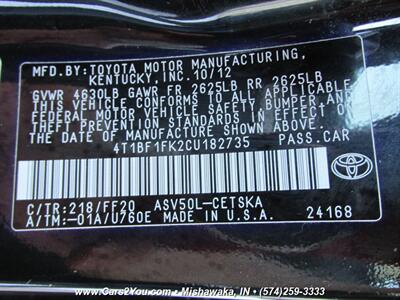 MFD.BY:TOYOTA MOTOR MANUFACTURING,
KENTUCKY,INC.10/12
GVWR 4630LB GAWR FR 2625LB RR 2625LB
THIS VEHICLE CONFORMS TO ALL APPLICABLE
FEDERAL MOTOR VEHICLE SAFETY,BUMPER,AND
THEFT PREVENTION STANDARDS IN EFFECT ON
THE DATE OF MANUFACTURE SHOWN ABOVE.
4T1BF1FK2CU182735 PASS.CAR
C/TR:218/FF20 ASV50L-CETSKA
A/TM:-01A/U760E MADE IN U.S.A. 24168
TOYOTA
www.Cars2You.com - Mishawaka, IN - (574)259-3333